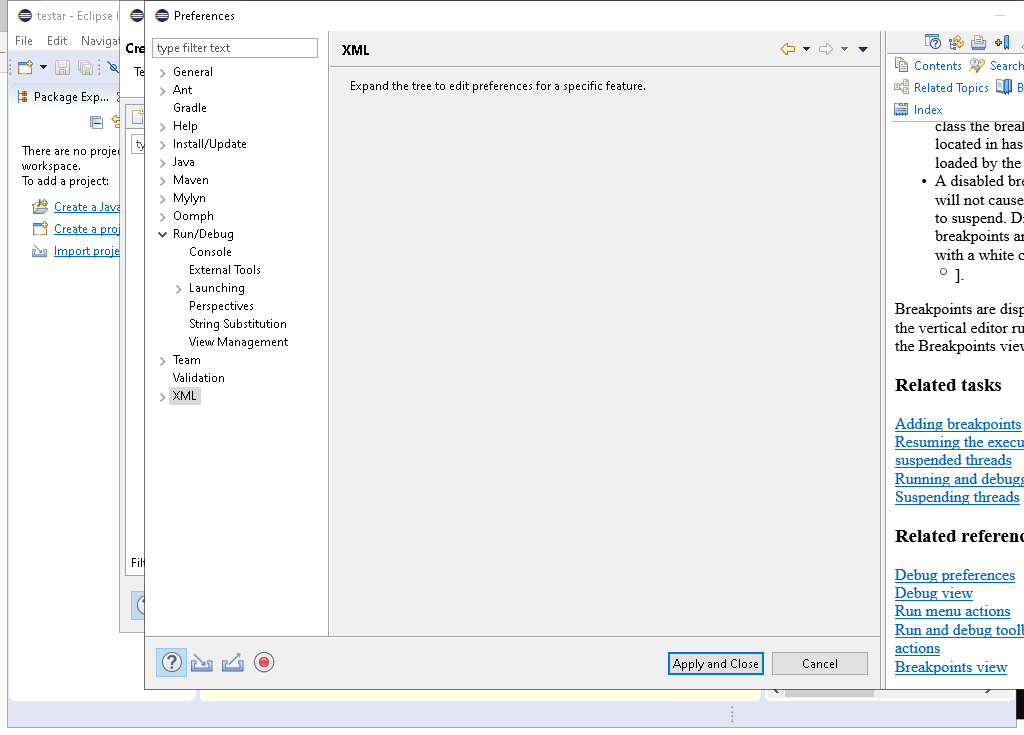 testar - Eclipse I
Preferences
File Edit Navigat
Cre
Te
type filter text
XML
Package Exp...
General
Ant
Gradle
Help
Install/Update
Java
Maven
Mylyn
Oomph
Run/Debug
Console
External Tools
Launching
Perspectives
String Substitution
View Management
Team
Validation
XML
Expand the tree to edit preferences for a specific feature.
There are no projec
workspace.
To add a project:
Create a Java
Create a proj
Import proje
ty
Filt
Apply and Close
Cancel
Contents Search
Related Topics B
Index
class the break
located in has
loaded by the
• A disabled bre
will not cause
to suspend. Di
breakpoints ar
with a white c
].
Breakpoints are disp
the vertical editor ru
the Breakpoints view
Related tasks
Adding breakpoints
Resuming the execu
suspended threads
Running and debugg
Suspending threads
Related referenc
Debug preferences
Debug view
Run menu actions
Run and debug toolb
actions
Breakpoints view